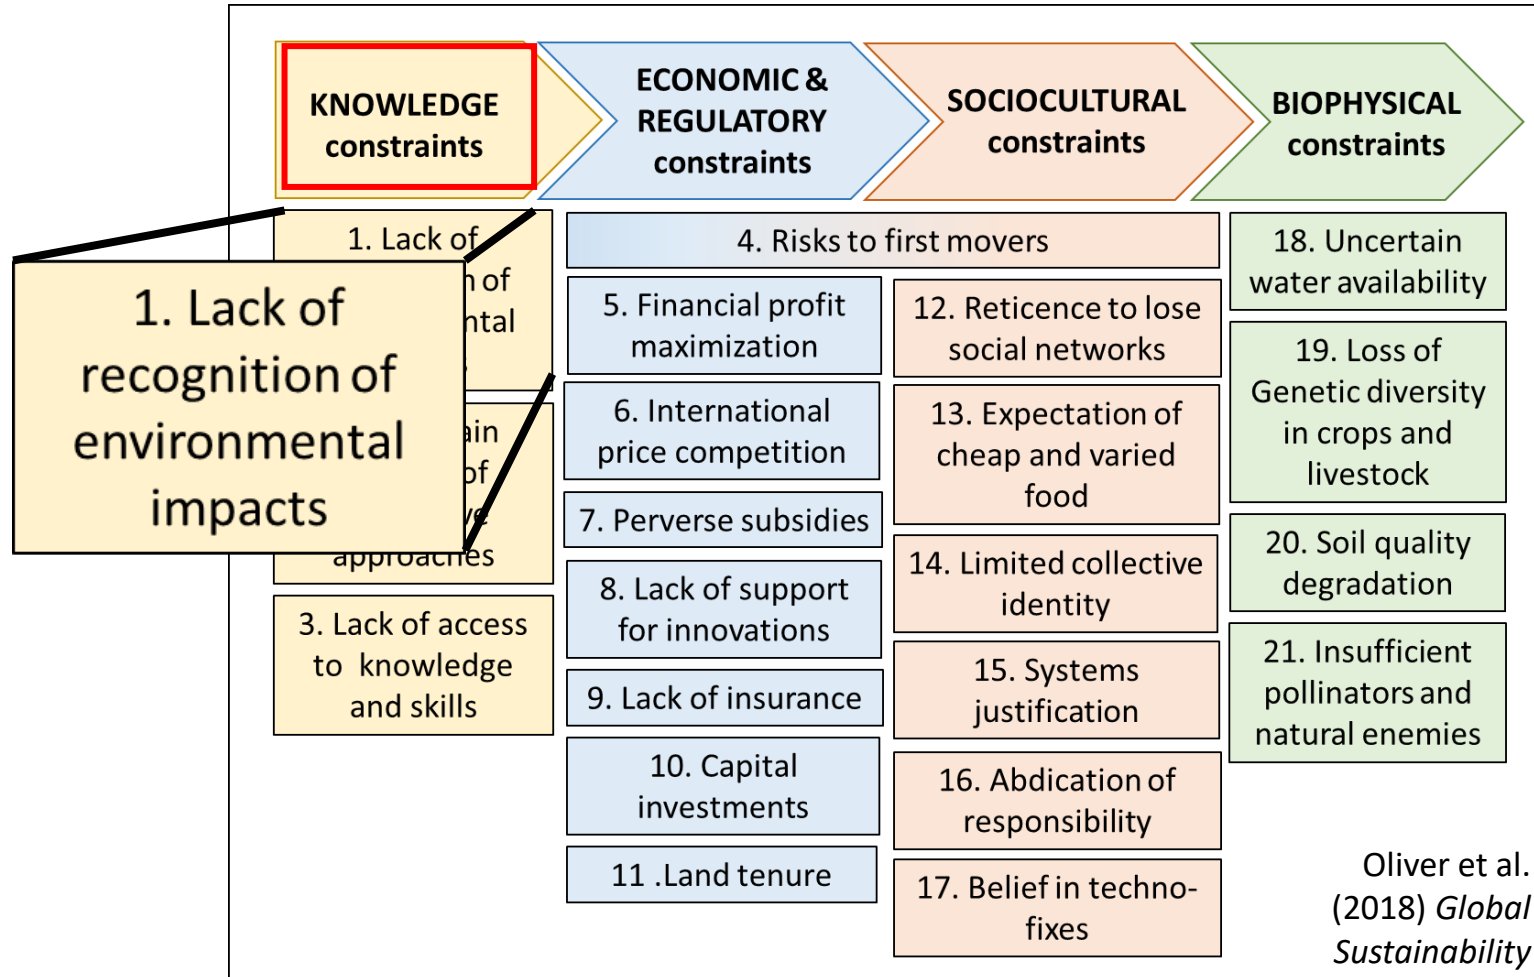 KNOWLEDGE
constraints
ECONOMIC &
REGULATORY
constraints
SOCIOCULTURAL
constraints
BIOPHYSICAL
constraints
1. Lack of
of
1. Lack of
recognition of
environmental
impacts
approaches
3. Lack of access
to knowledge
and skills
4. Risks to first movers
5. Financial profit
maximization
6. International
price competition
7. Perverse subsidies
8. Lack of support
for innovations
9. Lack of insurance
10. Capital
investments
11 .Land tenure
12. Reticence to lose
social networks
13. Expectation of
cheap and varied
food
14. Limited collective
identity
15. Systems
justification
16. Abdication of
responsibility
17. Belief in techno-
fixes
18. Uncertain
water availability
19. Loss of
Genetic diversity
in crops and
livestock
20. Soil quality
degradation
21. Insufficient
pollinators and
natural enemies
Oliver et al.
(2018) Global
Sustainability